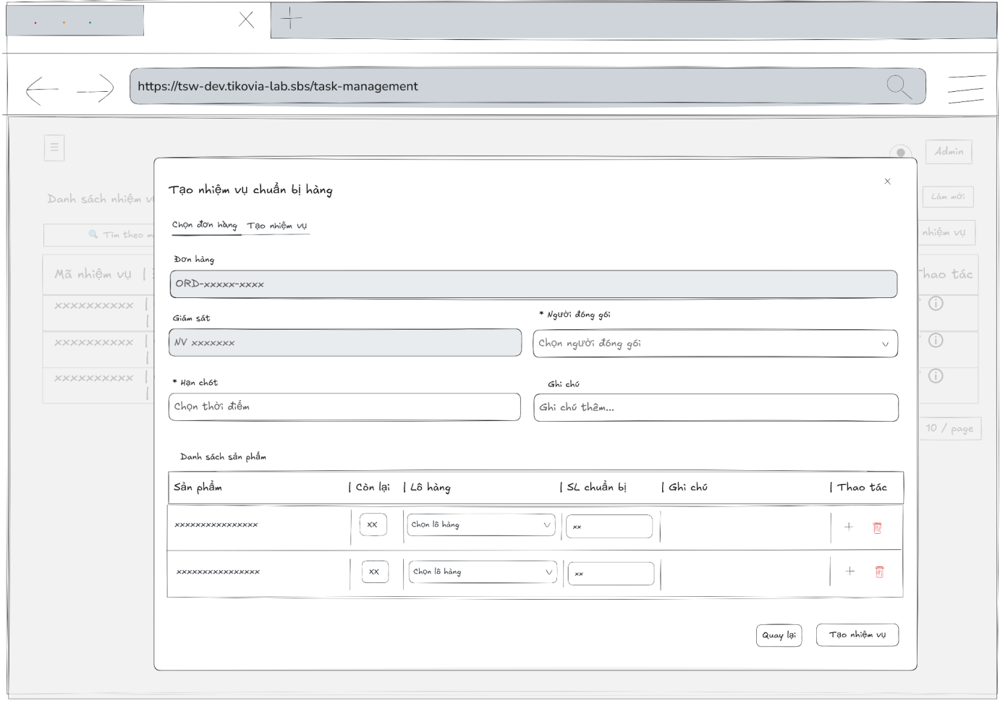 https://tsw-dev.tikovia-lab.sbs/task-management
Admin
Tạo nhiệm vụ chuẩn bị hàng
Danh sách nhiệm v
Làm mới
Chọn đơn hàng Tạo nhiệm vụ
Tìm theo m
nhiệm vụ
Đơn hàng
Mã nhiệm vụ |
Thao tác
ORD-xxxxx-xxxx
xxxxxxxxxx
Giám sát * Người đóng gói
NV xxxxxxx Chọn người đóng gói
xxxxxxxxxx
* Hạn chót Ghi chú
xxxxxxxxxx
Chọn thời điểm Ghi chú thêm...
10 / page
Danh sách sản phẩm
Sản phẩm | Còn lại | Lô hàng | SL chuẩn bị | Ghi chú | Thao tác
xxxxxxxxxxxxxxxx xx Chọn lô hàng xx +
xxxxxxxxxxxxxxxx xx Chọn lô hàng xx +
Quay lại Tạo nhiệm vụ